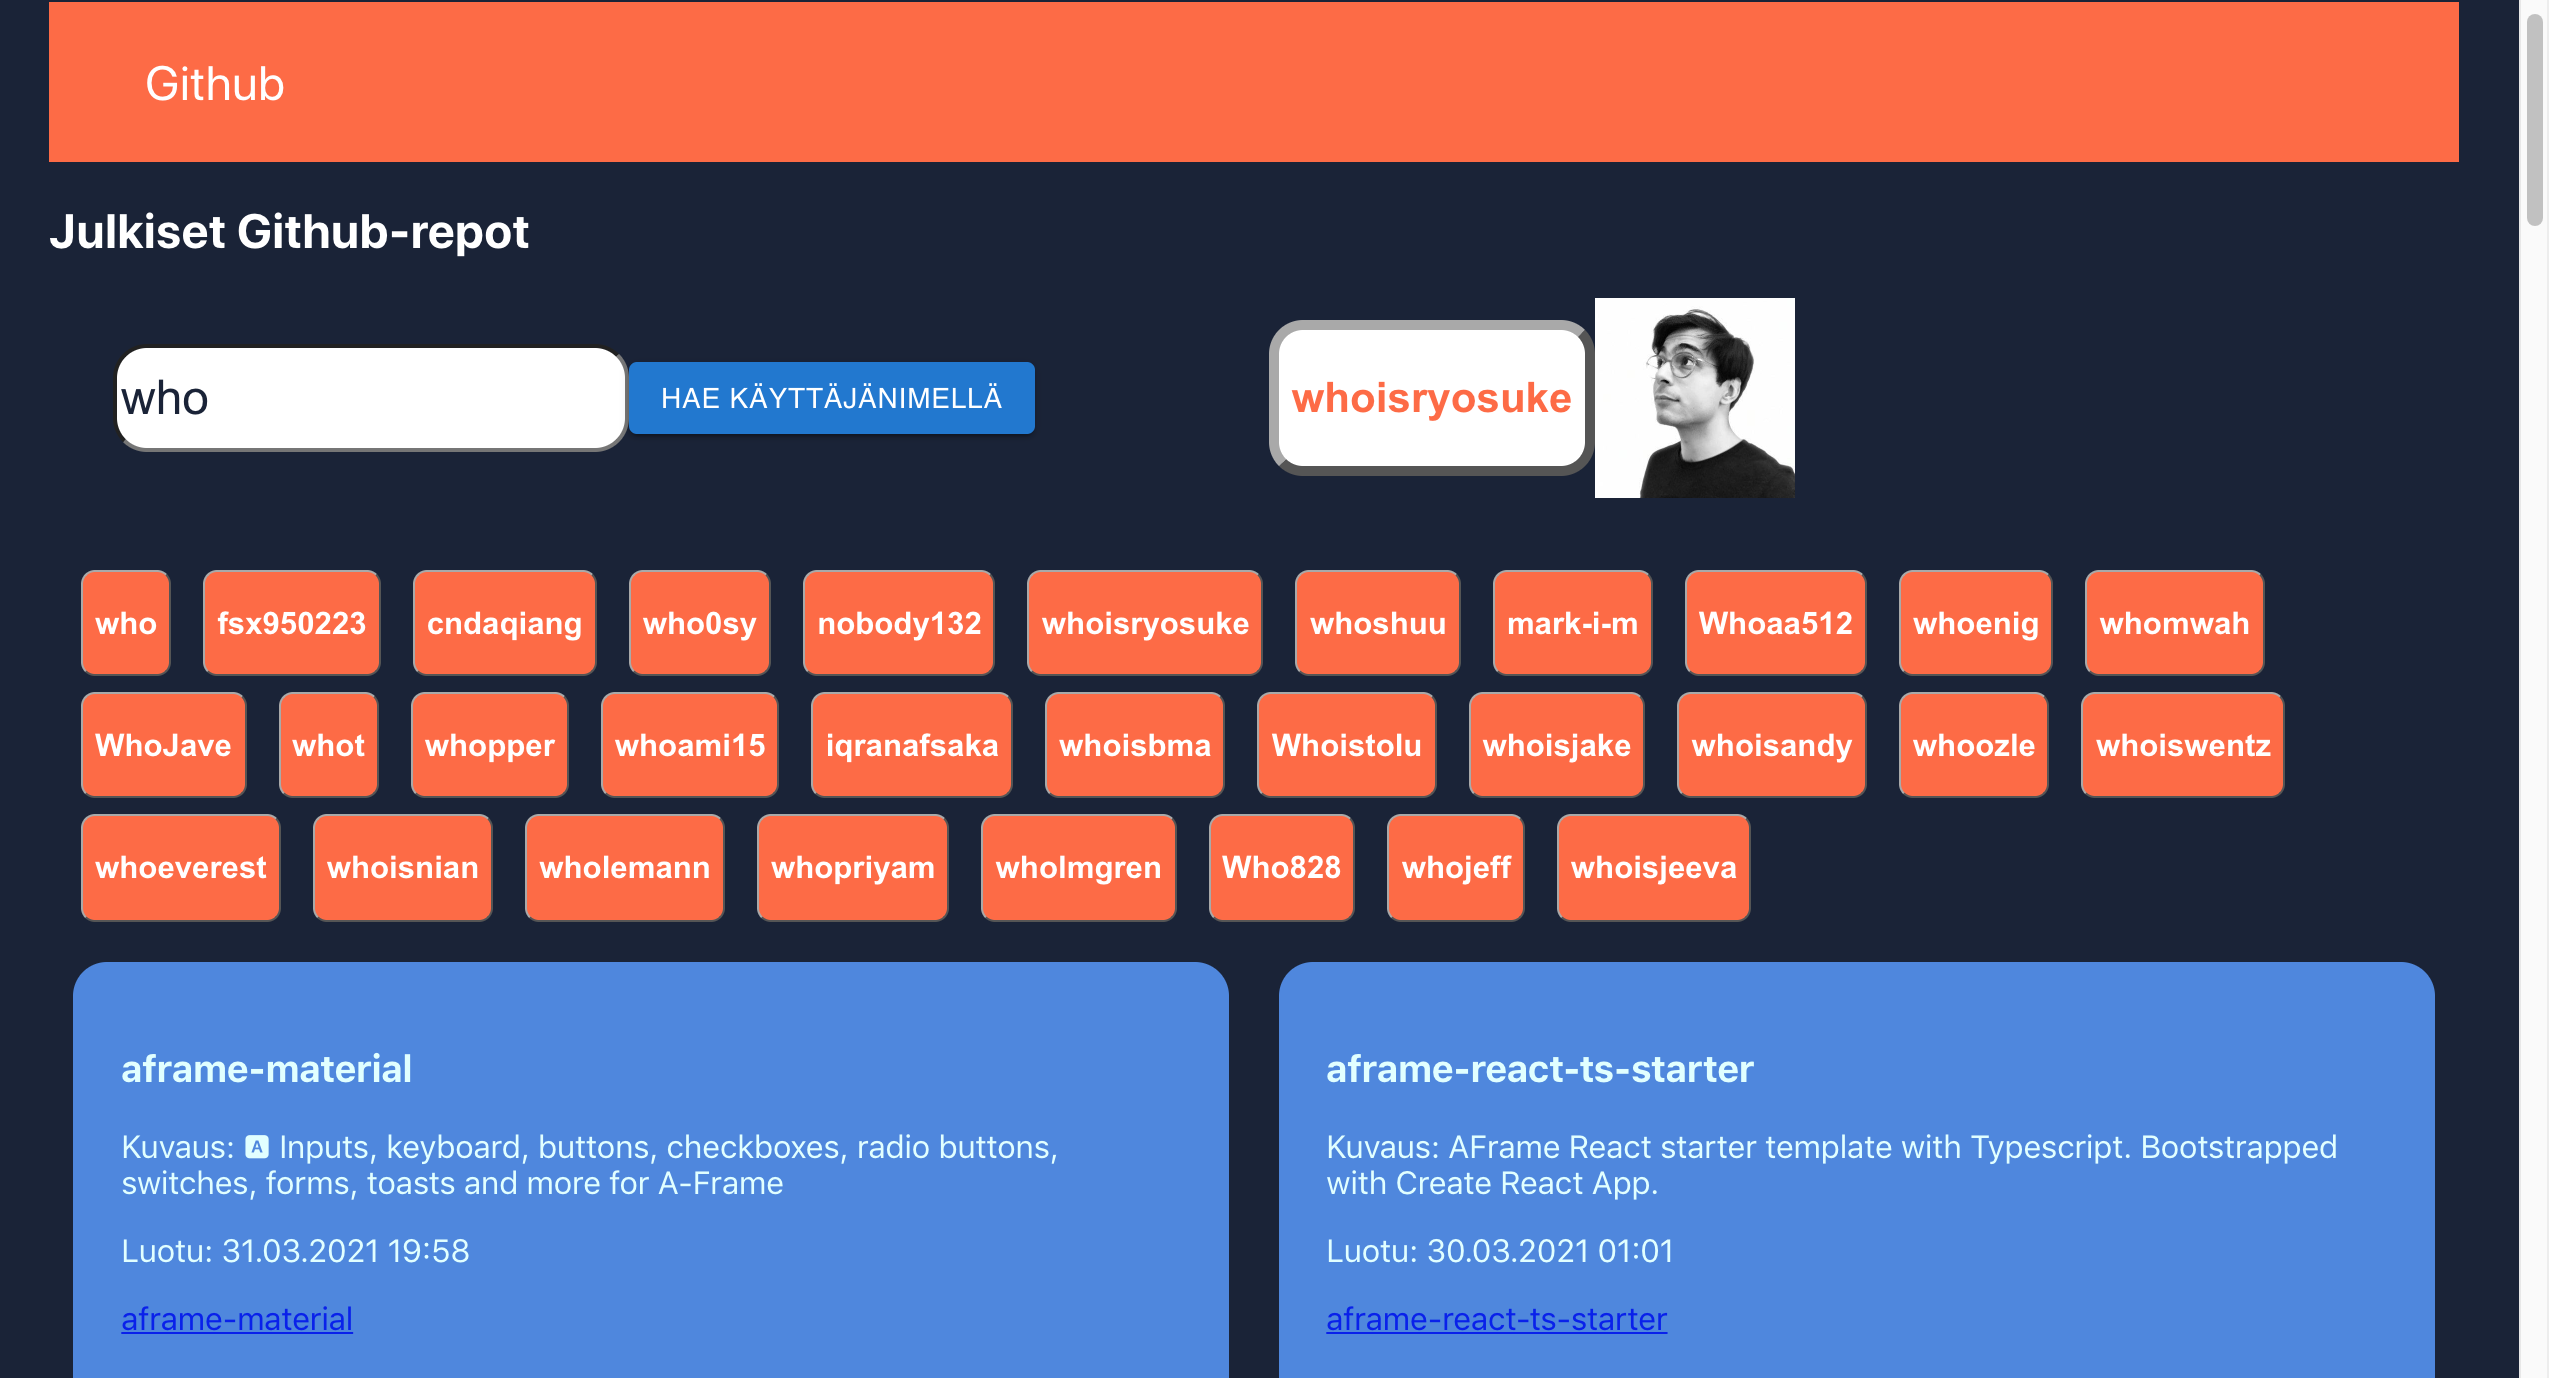 Github
Julkiset Github-repot
who
HAE KÄYTTÄJÄNIMELLÄ
whoisryosuke
who fsx950223 cndaqiang who0sy nobody132 whoisryosuke whoshuu mark-i-m Whoaa512 whoenig whomwah
WhoJave whot whopper whoami15 iqranafsaka whoisbma Whoistolu whoisjake whoisandy whoozle whoiswentz
whoeverest whoisnian wholemann whopriyam wholmgren Who828 whojeff whoisjeeva
aframe-material
Kuvaus: 🅰 Inputs, keyboard, buttons, checkboxes, radio buttons,
switches, forms, toasts and more for A-Frame
Luotu: 31.03.2021 19:58
aframe-material
aframe-react-ts-starter
Kuvaus: AFrame React starter template with Typescript. Bootstrapped
with Create React App.
Luotu: 30.03.2021 01:01
aframe-react-ts-starter